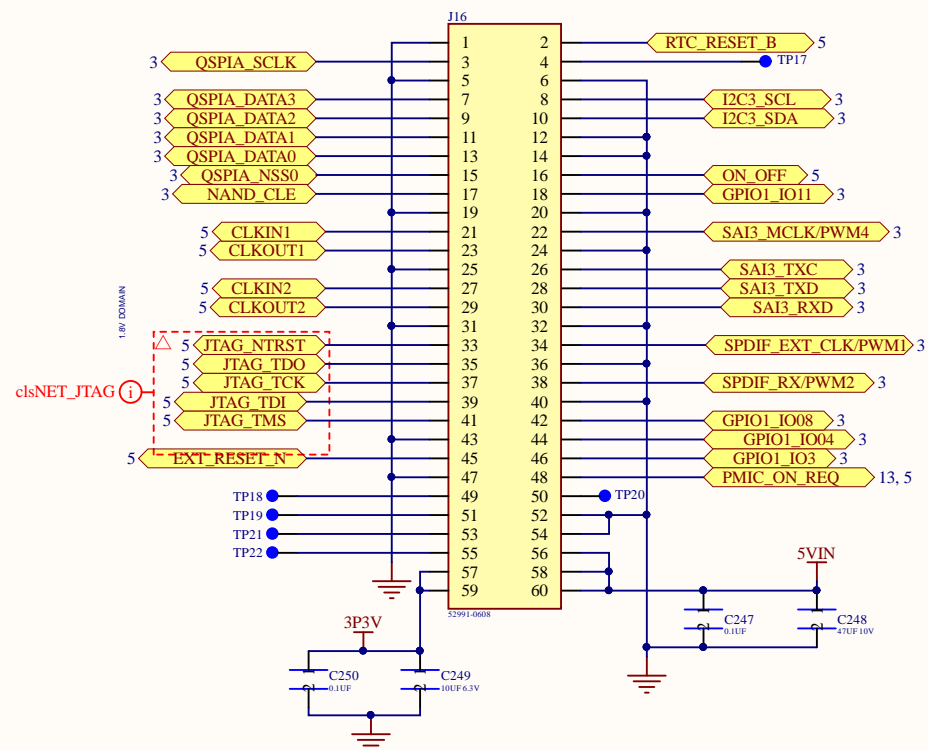 J16
1 2 RTC_RESET_B 5
3 QSPIA_SCLK 3 4 TP17
5 6
3 QSPIA_DATA3 7 8 I2C3_SCL 3
3 QSPIA_DATA2 9 10 I2C3_SDA 3
3 QSPIA_DATA1 11 12
3 QSPIA_DATA0 13 14
3 QSPIA_NSS0 15 16 ON_OFF 5
3 NAND_CLE 17 18 GPIO1_IO11 3
19 20
5 CLKIN1 21 22 SAI3_MCLK/PWM4 3
5 CLKOUT1 23 24
25 26 SAI3_TXC 3
5 CLKIN2 27 28 SAI3_TXD 3
5 CLKOUT2 29 30 SAI3_RXD 3
1.8V DOMAIN
31 32
5 JTAG_NTRST 33 34 SPDIF_EXT_CLK/PWM1 3
5 JTAG_TDO 35 36
5 JTAG_TCK 37 38 SPDIF_RX/PWM2 3
clsNET_JTAG i
5 JTAG_TDI 39 40
5 JTAG_TMS 41 42 GPIO1_IO08 3
43 44 GPIO1_IO04 3
5 EXT_RESET_N 45 46 GPIO1_IO3 3
47 48 PMIC_ON_REQ 13, 5
TP18 49 50 TP20
TP19 51 52
TP21 53 54
TP22 55 56
5VIN
57 58
59 60
52991-0608
1 1
C247 C248
0.1UF 47UF 10V
2 2
3P3V
1 1
C250 C249
0.1UF 10UF 6.3V
2 2